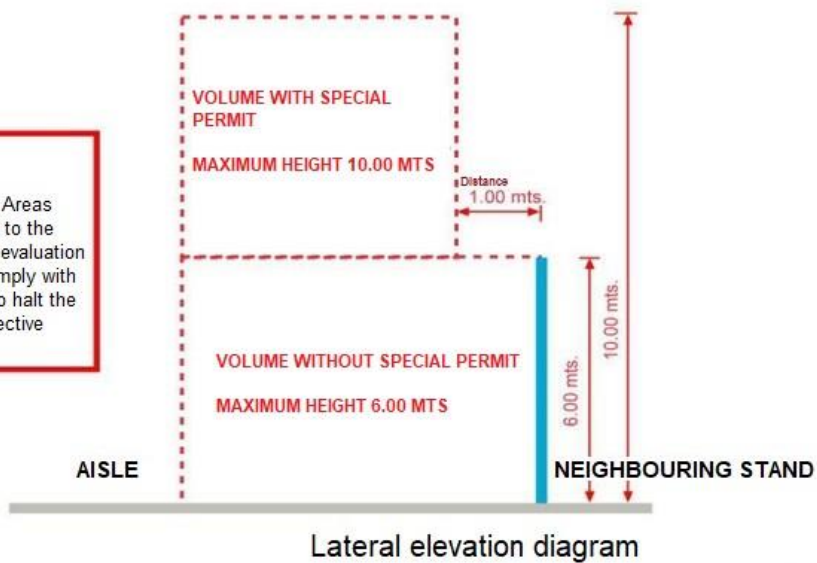 VOLUME WITH SPECIAL
PERMIT
MAXIMUM HEIGHT 10.00 MTS
Distance
1.00 mts.
Areas
to the
evaluation
mply with
o halt the
ective
10.00 mts.
6.00 mts.
VOLUME WITHOUT SPECIAL PERMIT
MAXIMUM HEIGHT 6.00 MTS
AISLE
NEIGHBOURING STAND
Lateral elevation diagram